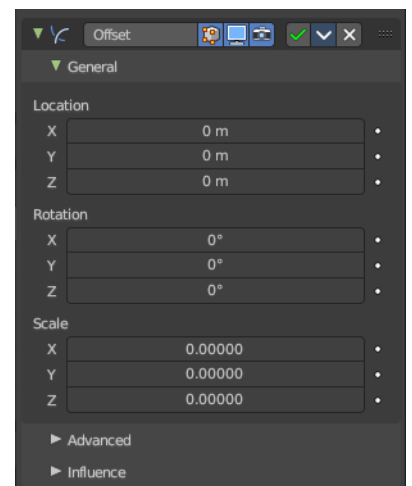 Offset
General
Location
X 0 m
Y 0 m
Z 0 m
Rotation
X 0°
Y 0°
Z 0°
Scale
X 0.00000
Y 0.00000
Z 0.00000
Advanced
Influence